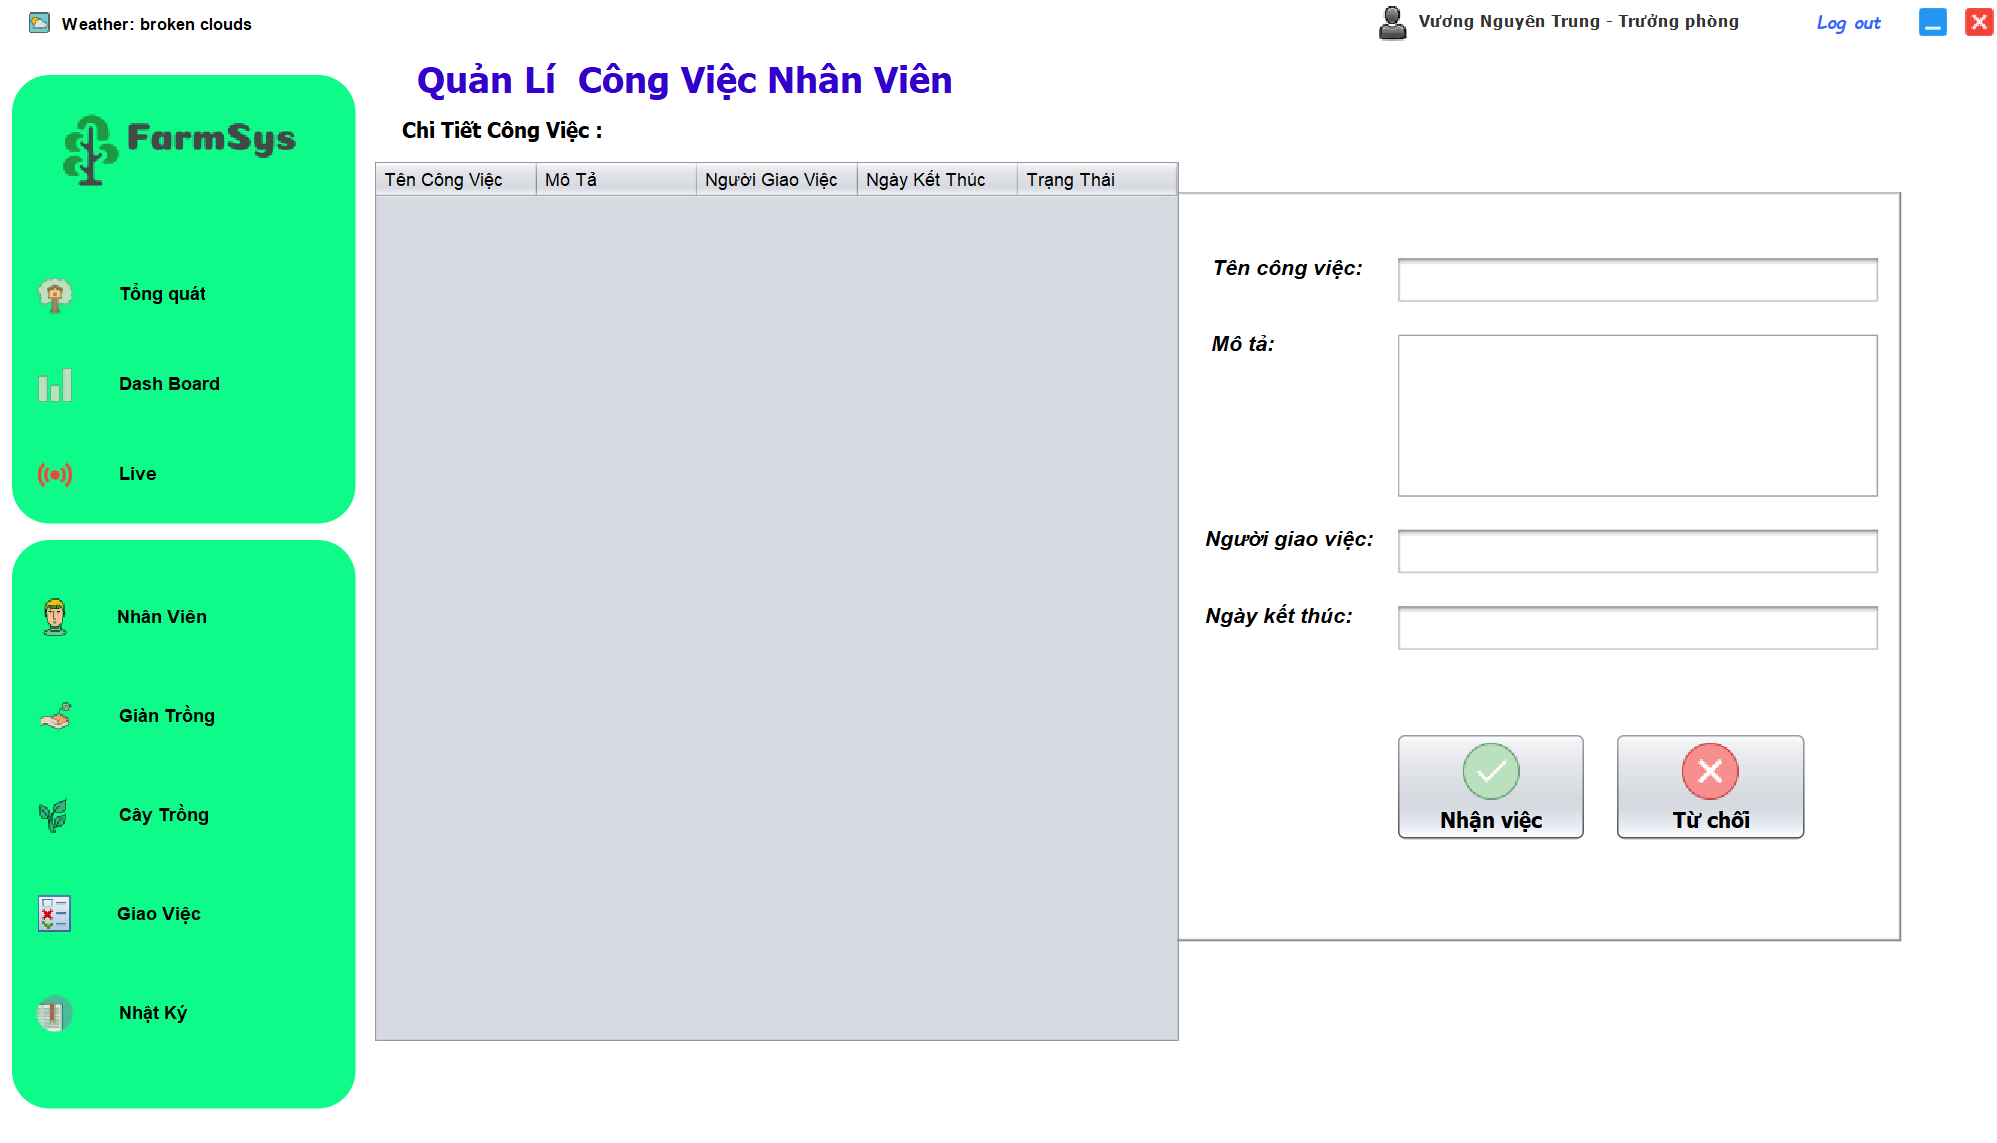 Weather: broken clouds
Vương Nguyên Trung - Trưởng phòng
Log out
Quản Lí Công Việc Nhân Viên
FarmSys
Chi Tiết Công Việc :
Tên Công Việc Mô Tả Người Giao Việc Ngày Kết Thúc Trạng Thái
Tổng quát
Dash Board
Live
Nhân Viên
Giàn Trồng
Cây Trồng
Giao Việc
Nhật Ký
Tên công việc:
Mô tả:
Người giao việc:
Ngày kết thúc:
Nhận việc
Từ chối